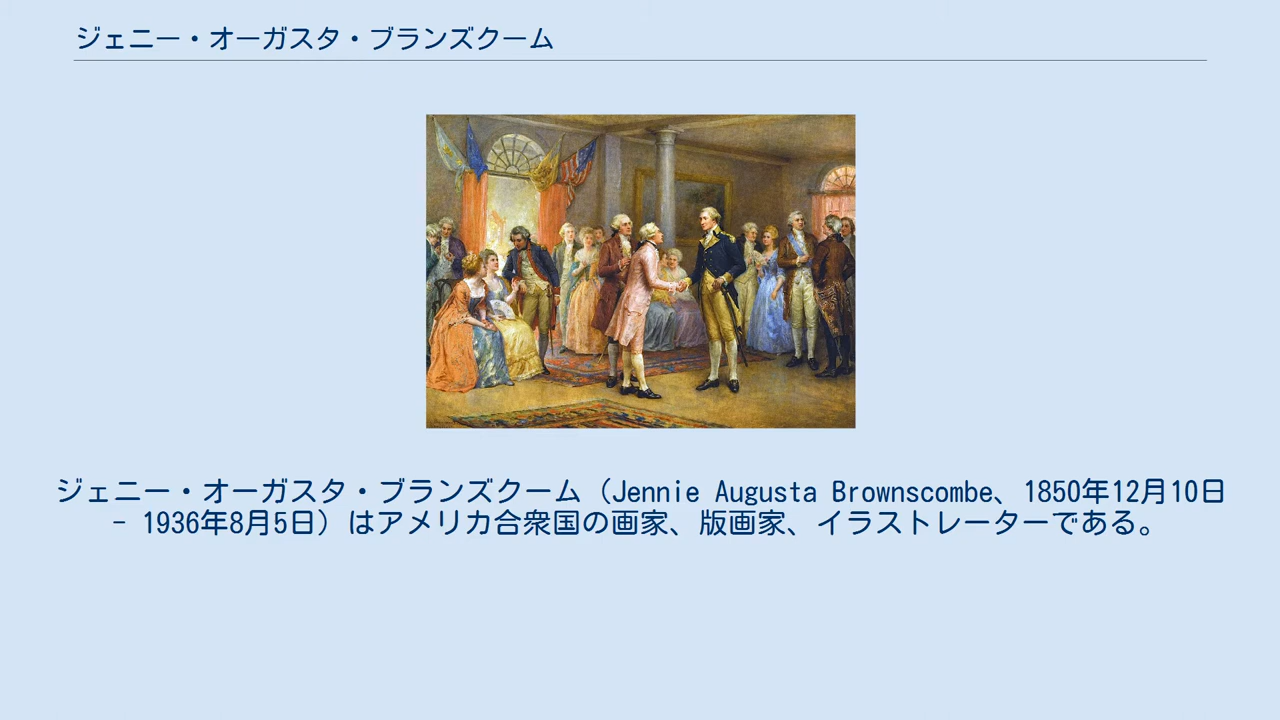 ジェニー・オーガスタ・ブランズクーム
ジェニー・オーガスタ・ブランズクーム（Jennie Augusta Brownscombe、1850年12月10日
- 1936年8月5日）はアメリカ合衆国の画家、版画家、イラストレーターである。